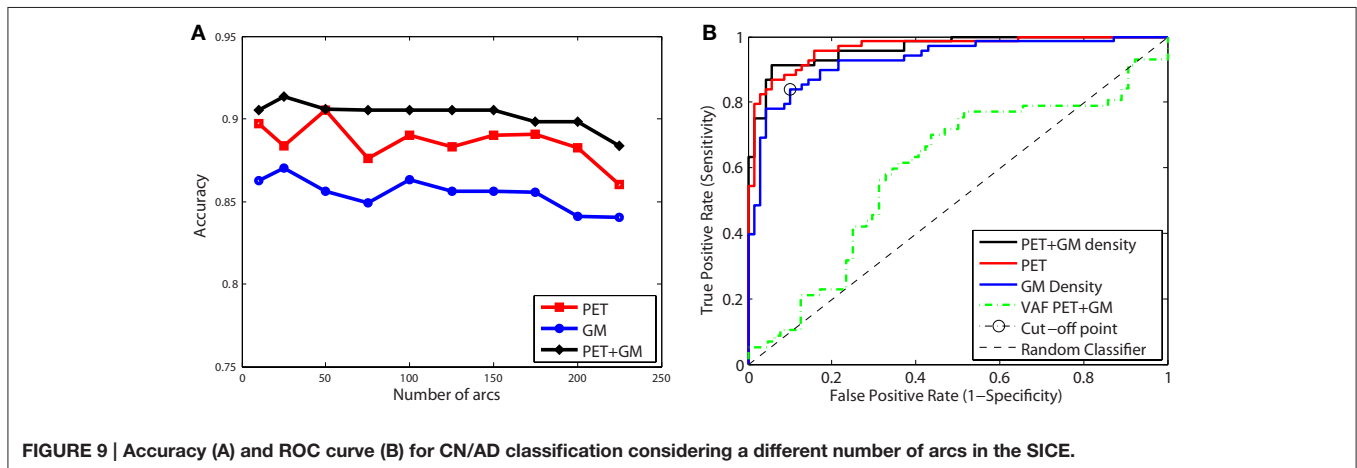 A
0.95
0.9
0.85
0.8
0.75
Accuracy
0
50
100
150
200
250
Number of arcs
PET
GM
PET+GM
B
1
0.8
0.6
0.4
0.2
0
True Positive Rate (Sensitivity)
0
0.2
0.4
0.6
0.8
1
False Positive Rate (1−Specificity)
PET+GM density
PET
GM Density
VAF PET+GM
Cut−off point
Random Classifier
FIGURE 9 | Accuracy (A) and ROC curve (B) for CN/AD classification considering a different number of arcs in the SICE.